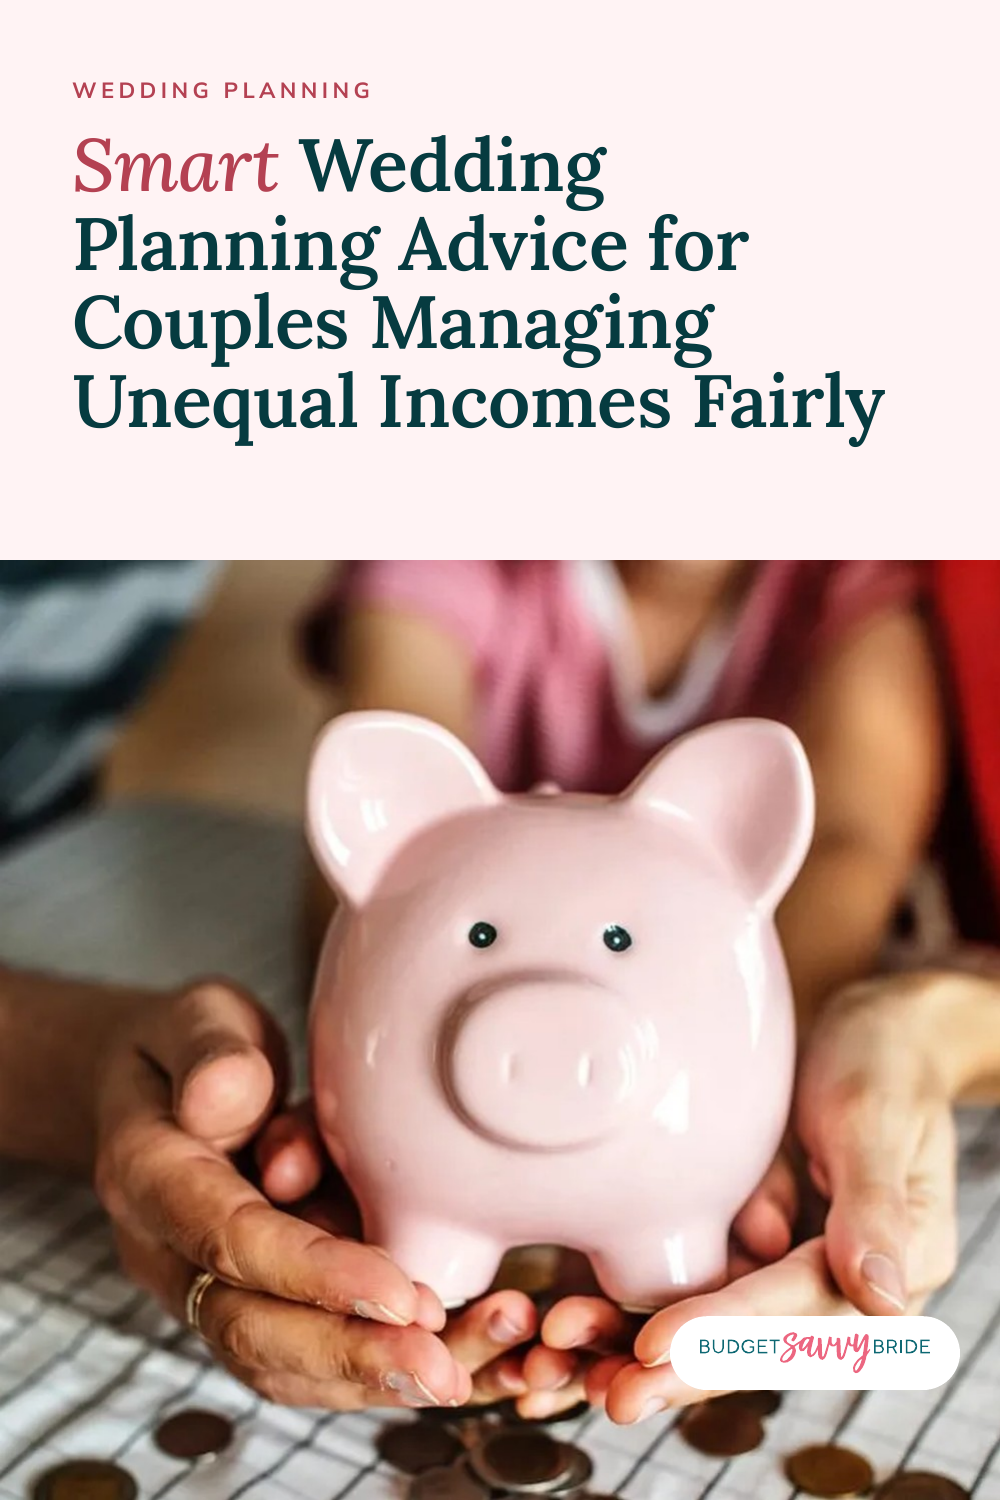 WEDDING PLANNING
Smart Wedding
Planning Advice for
Couples Managing
Unequal Incomes Fairly
BUDGET savvy BRIDE